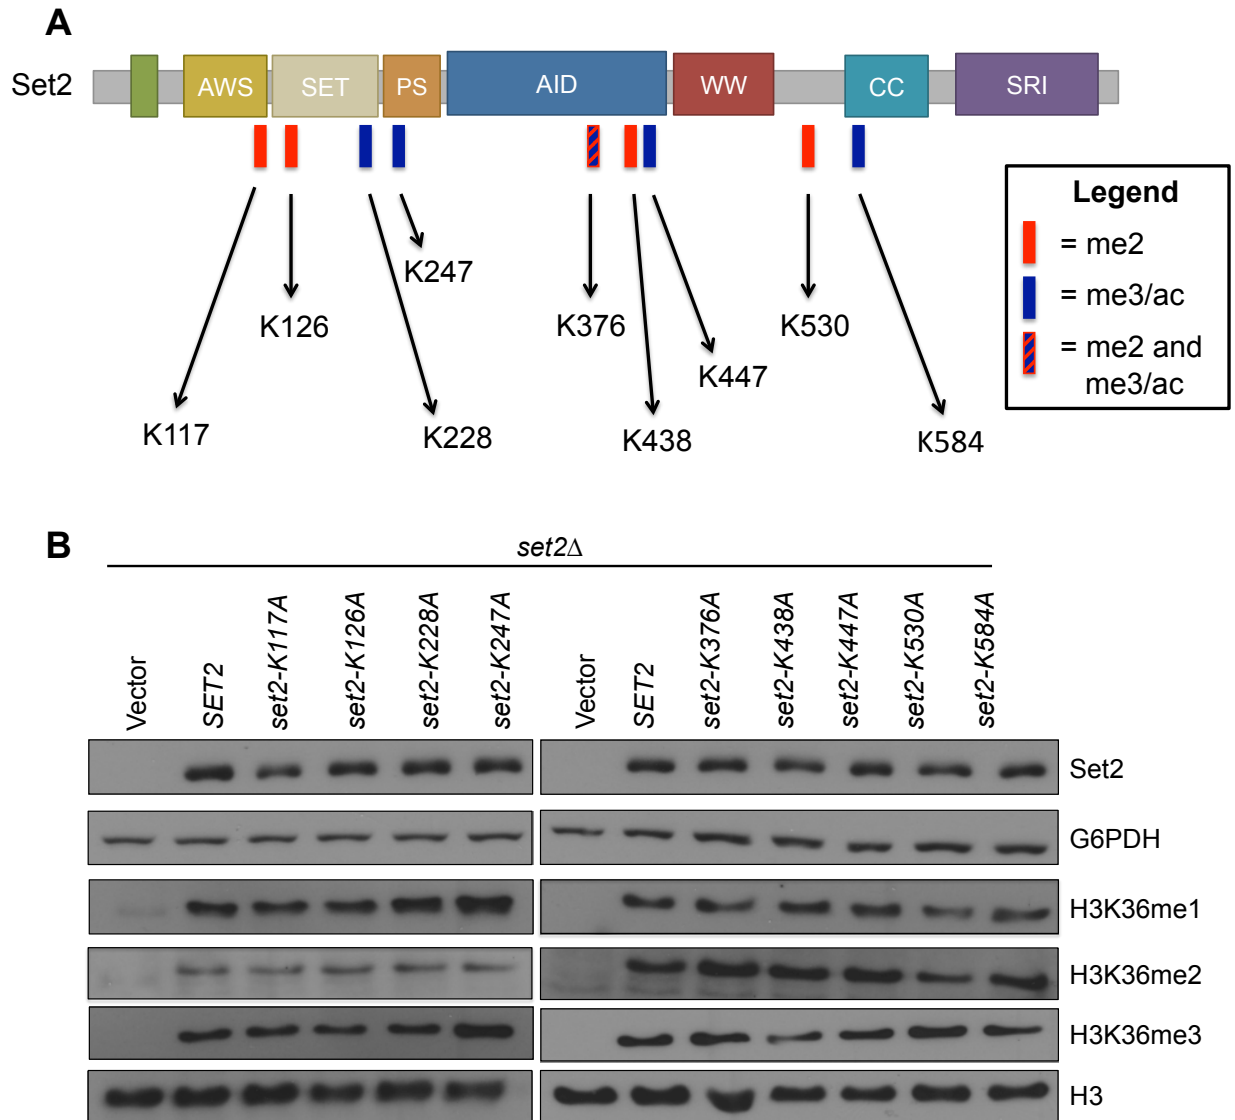 A
Set2
AWS SET PS AID WW CC SRI
Legend
= me2
= me3/ac
= me2 and
me3/ac
K247
K126 K376 K530
K447
K117 K228 K438 K584
B
set2Δ
Vector
SET2
set2-K117A
set2-K126A
set2-K228A
set2-K247A
Vector
SET2
set2-K376A
set2-K438A
set2-K447A
set2-K530A
set2-K584A
Set2
G6PDH
H3K36me1
H3K36me2
H3K36me3
H3